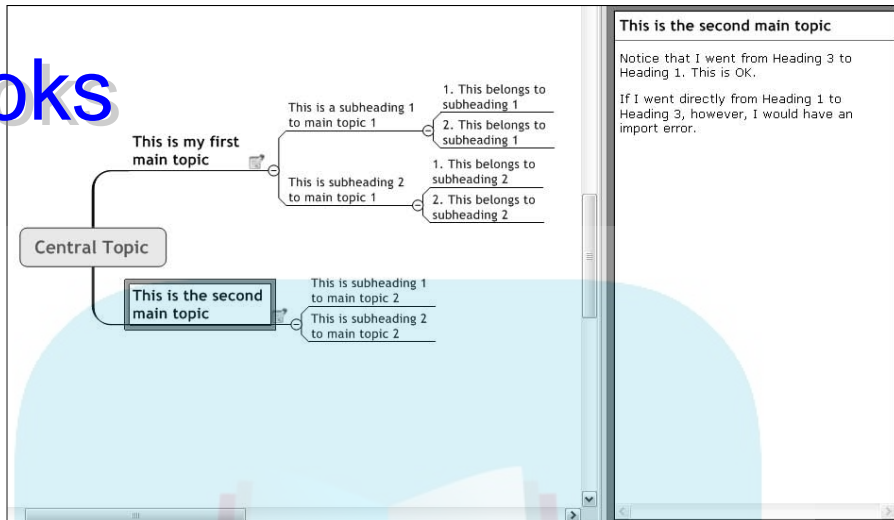 oks
This is my first
main topic
This is a subheading 1
to main topic 1
1. This belongs to
subheading 1
2. This belongs to
subheading 1
This is subheading 2
to main topic 1
1. This belongs to
subheading 2
2. This belongs to
subheading 2
Central Topic
This is the second
main topic
This is subheading 1
to main topic 2
This is subheading 2
to main topic 2
This is the second main topic
Notice that I went from Heading 3 to
Heading 1. This is OK.
If I went directly from Heading 1 to
Heading 3, however, I would have an
import error.